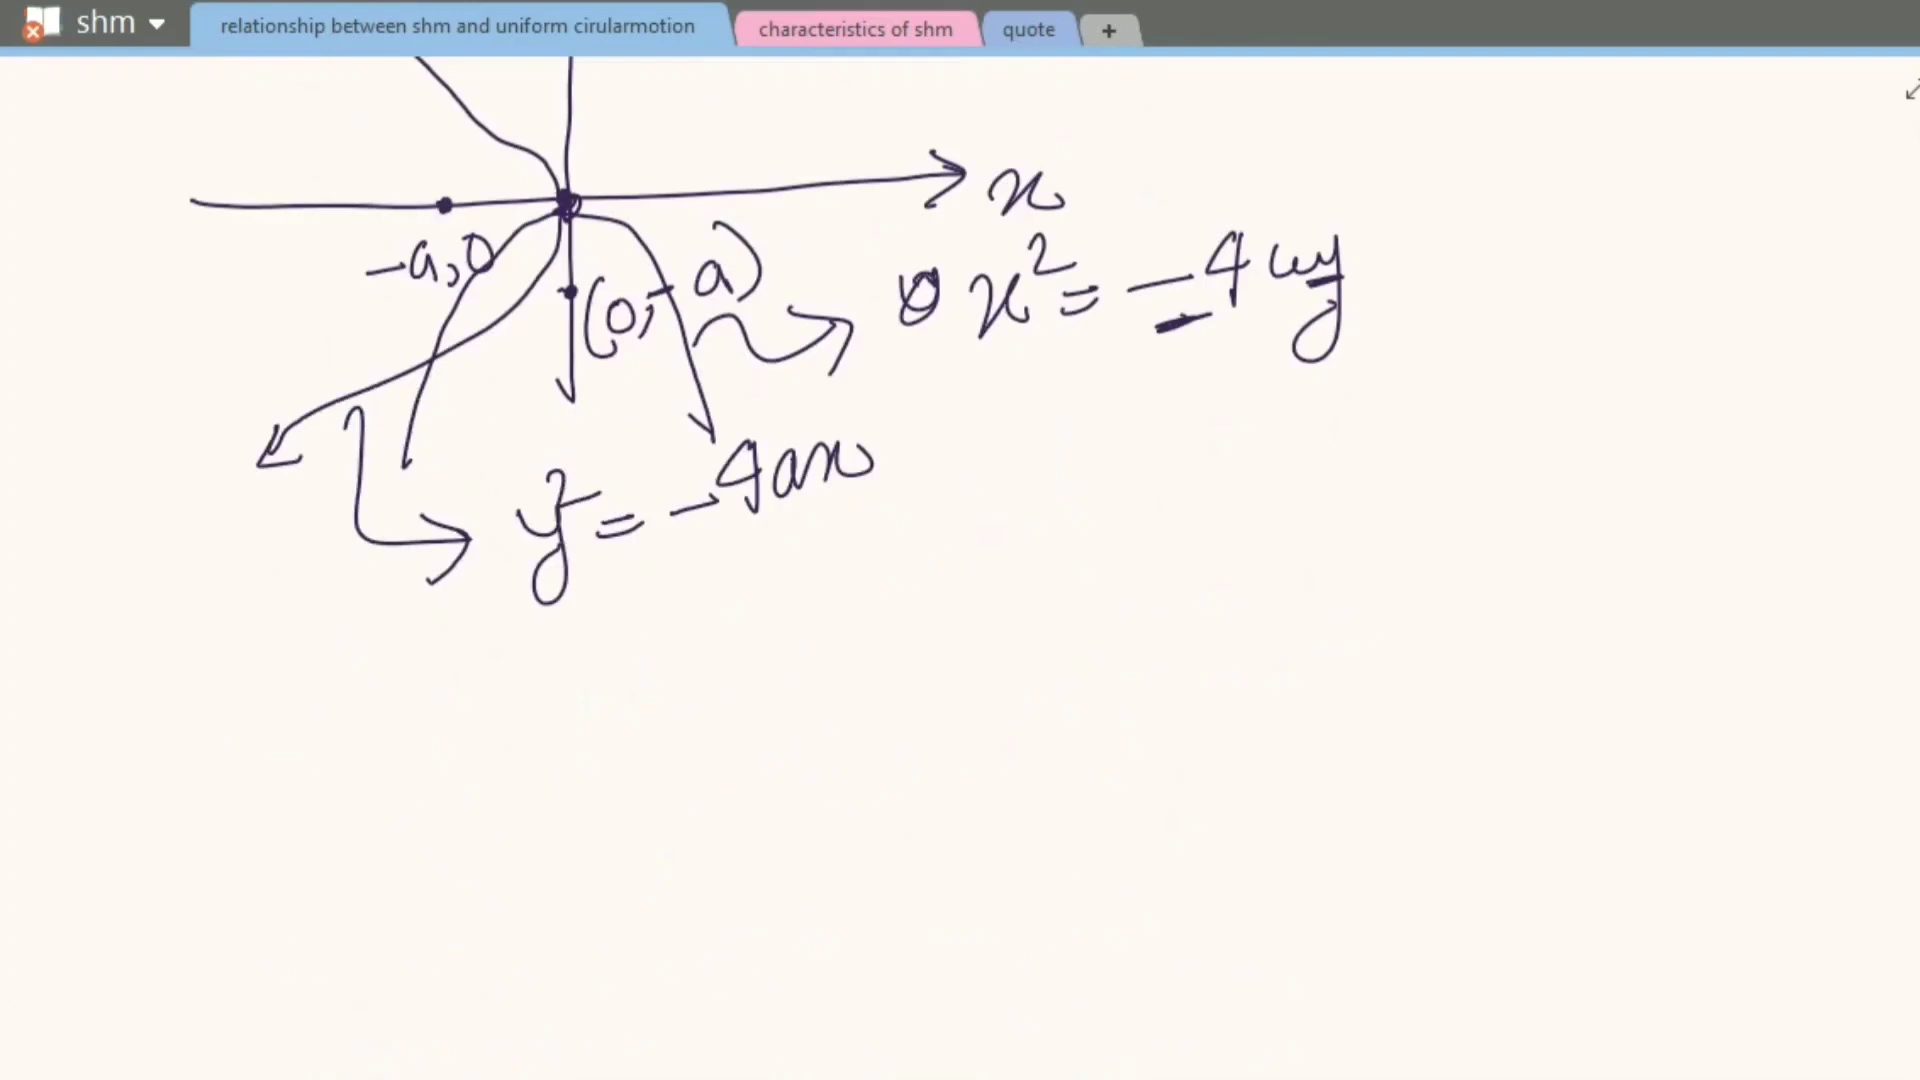 shm
relationship between shm and uniform cirularmotion
characteristics of shm
quote
+
x
-a,0
(0,-a)
x² = -4ay
y² = -4ax